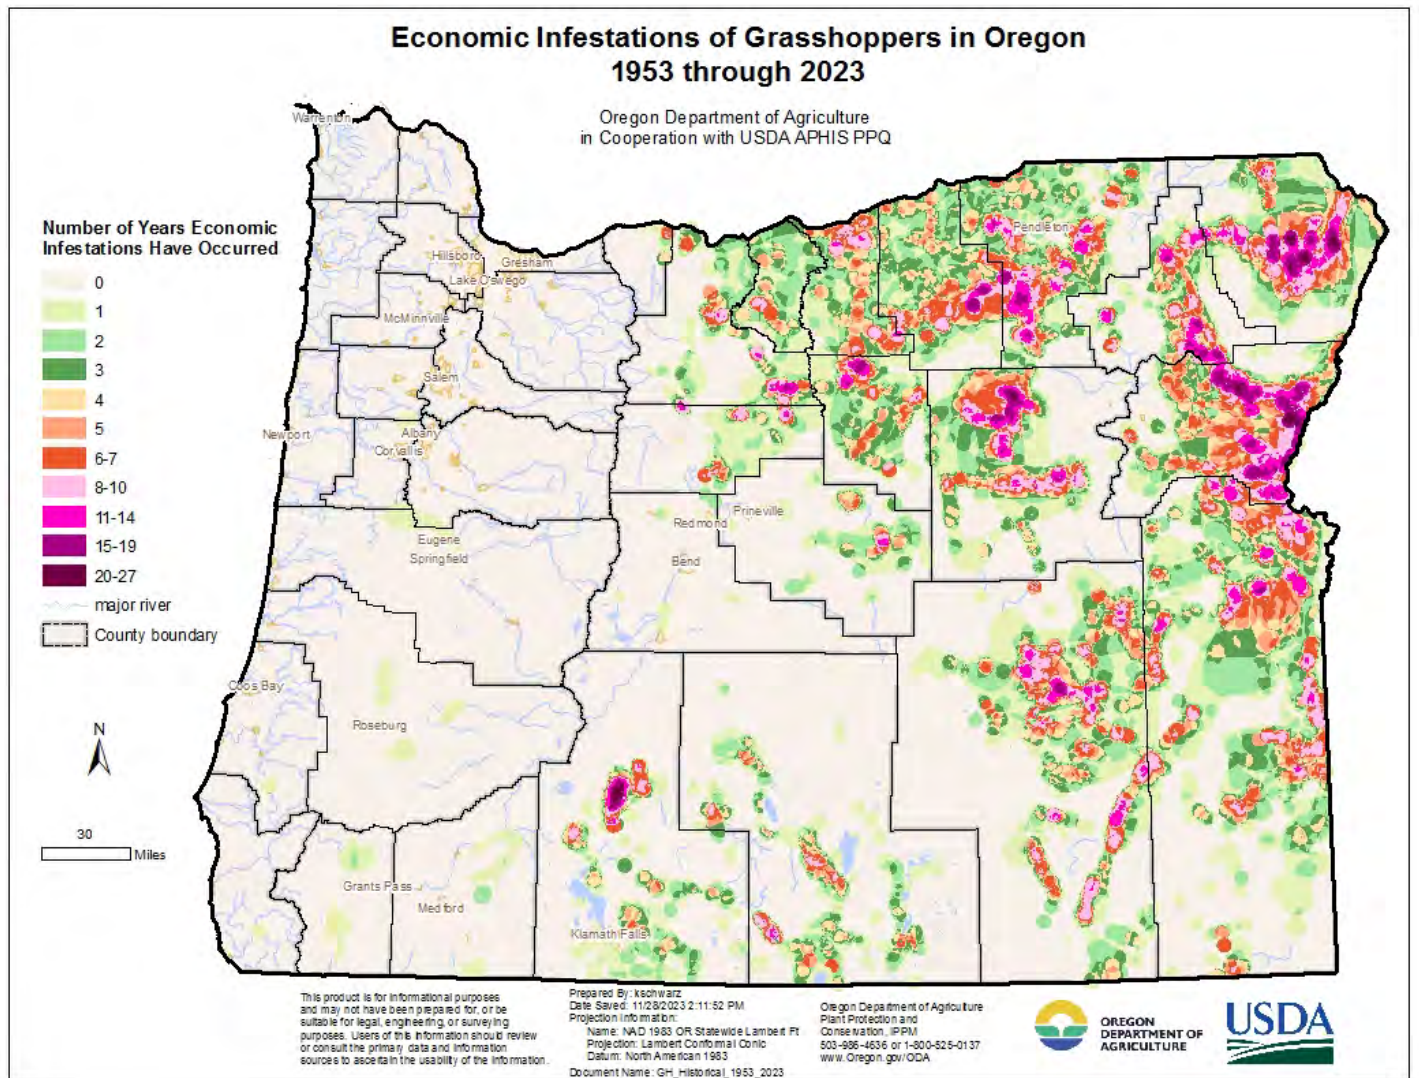 Economic Infestations of Grasshoppers in Oregon
1953 through 2023
Oregon Department of Agriculture
in Cooperation with USDA APHIS PPQ
Number of Years Economic
Infestations Have Occurred
0
1
2
3
4
5
6-7
8-10
11-14
15-19
20-27
major river
County boundary
N
30
Miles
Warrenton
Hillsboro
Gresham
Lake Oswego
McMinnville
Salem
Newport
Albany
Corvallis
Eugene
Springfield
Redmond
Prineville
Bend
Pendleton
Coos Bay
Roseburg
Grants Pass
Medford
Klamath Falls
This product is for informational purposes
and may not have been prepared for, or be
suitable for legal, engineering, or surveying
purposes. Users of this information should review
or consult the primary data and information
sources to ascertain the usability of the information.
Prepared By: kschwarz
Date Saved: 11/28/2023 2:11:52 PM
Projection Information:
Name: NAD 1983 OR Statewide Lambert Ft
Projection: Lambert Conformal Conic
Datum: North American 1983
Document Name: GH_Historical_1953_2023
Oregon Department of Agriculture
Plant Protection and
Conservation, IPPM
503-986-4636 or 1-800-525-0137
www.Oregon.gov/ODA
OREGON
DEPARTMENT OF
AGRICULTURE
USDA